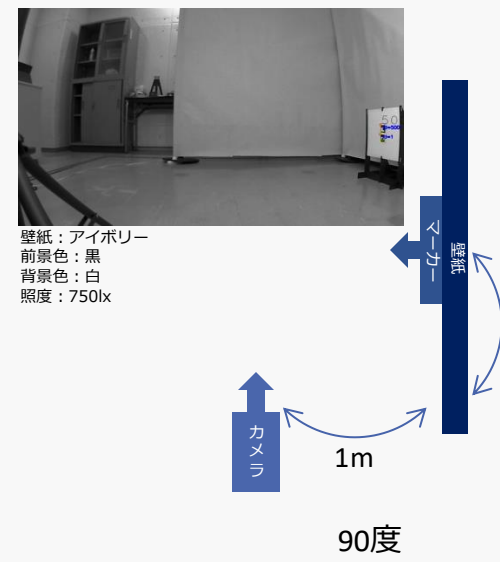 50
壁紙：アイボリー
前景色：黒
背景色：白
照度：750lx
マーカー
壁紙
カメラ
1m
90度